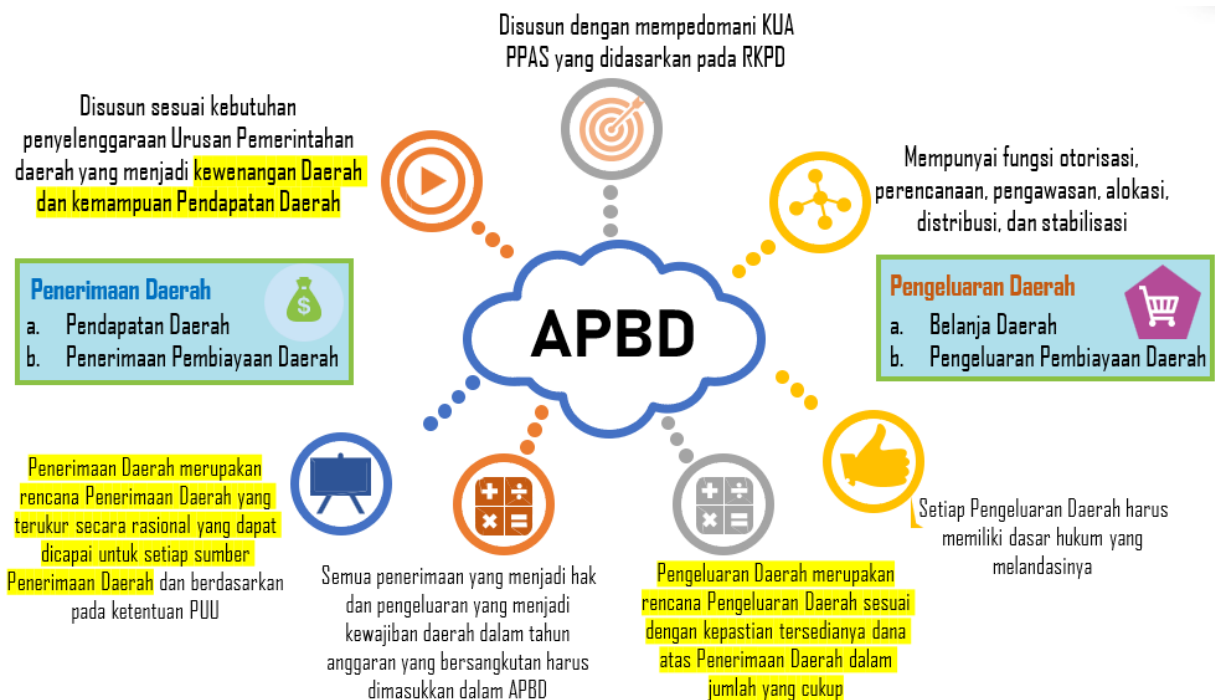 Disusun dengan mempedomani KUA
PPAS yang didasarkan pada RKPD
Disusun sesuai kebutuhan
penyelenggaraan Urusan Pemerintahan
daerah yang menjadi kewenangan Daerah
dan kemampuan Pendapatan Daerah
Mempunyai fungsi otorisasi,
perencanaan, pengawasan, alokasi,
distribusi, dan stabilisasi
Penerimaan Daerah
a. Pendapatan Daerah
b. Penerimaan Pembiayaan Daerah
$
APBD
Pengeluaran Daerah
a. Belanja Daerah
b. Pengeluaran Pembiayaan Daerah
Penerimaan Daerah merupakan
rencana Penerimaan Daerah yang
terukur secara rasional yang dapat
dicapai untuk setiap sumber
Penerimaan Daerah dan berdasarkan
pada ketentuan PUU
Semua penerimaan yang menjadi hak
dan pengeluaran yang menjadi
kewajiban daerah dalam tahun
anggaran yang bersangkutan harus
dimasukkan dalam APBD
Pengeluaran Daerah merupakan
rencana Pengeluaran Daerah sesuai
dengan kepastian tersedianya dana
atas Penerimaan Daerah dalam
jumlah yang cukup
Setiap Pengeluaran Daerah harus
memiliki dasar hukum yang
melandasinya